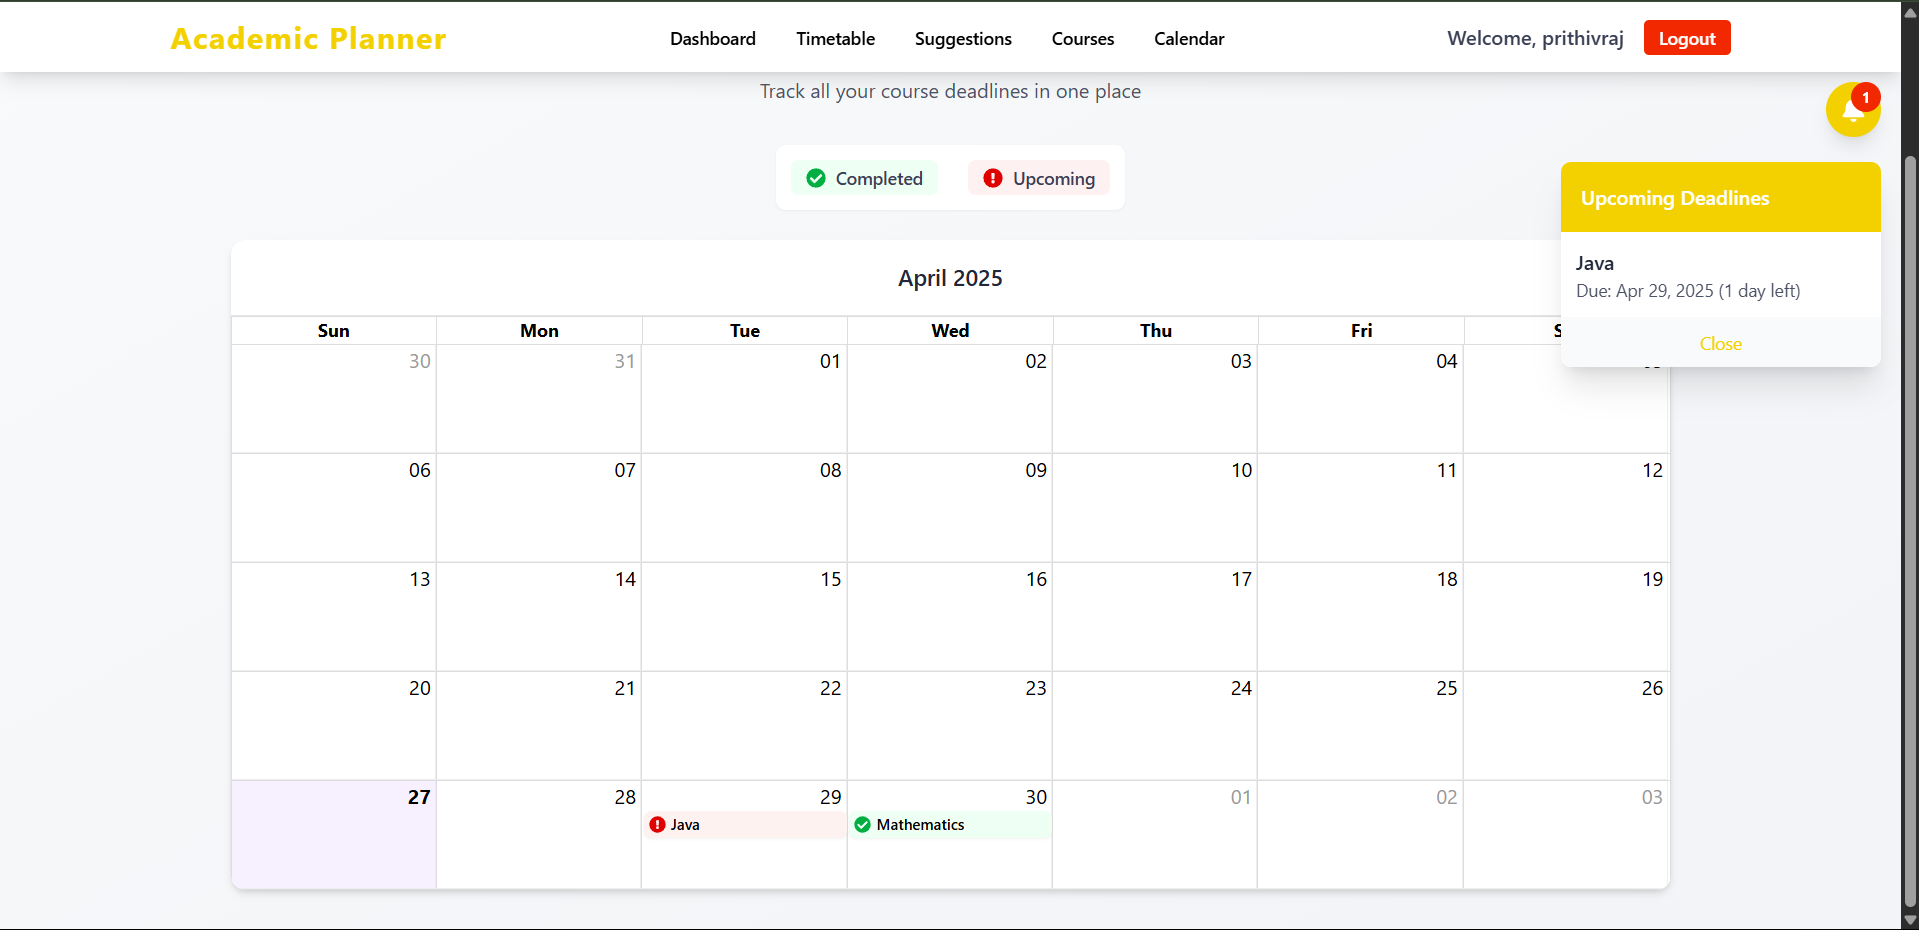 Academic Planner
Dashboard Timetable Suggestions Courses Calendar
Welcome, prithivraj Logout
Track all your course deadlines in one place
1
Completed Upcoming
Upcoming Deadlines
Java
Due: Apr 29, 2025 (1 day left)
Close
April 2025
Sun Mon Tue Wed Thu Fri
30 31 01 02 03 04
06 07 08 09 10 11 12
13 14 15 16 17 18 19
20 21 22 23 24 25 26
27 28 29 30 01 02 03
Java Mathematics